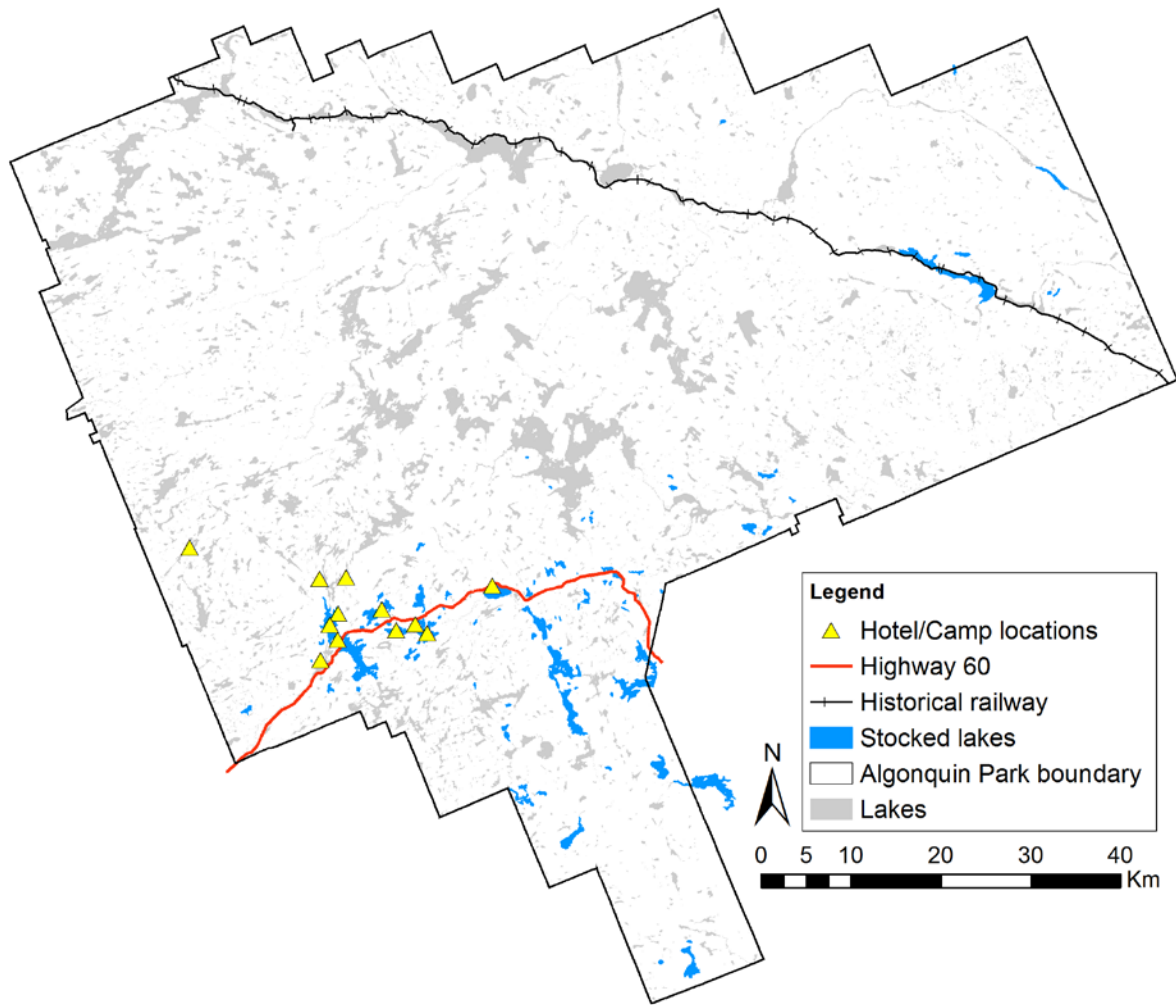 Legend
Hotel/Camp locations
Highway 60
Historical railway
Stocked lakes
Algonquin Park boundary
Lakes
N
0 5 10 20 30 40
Km